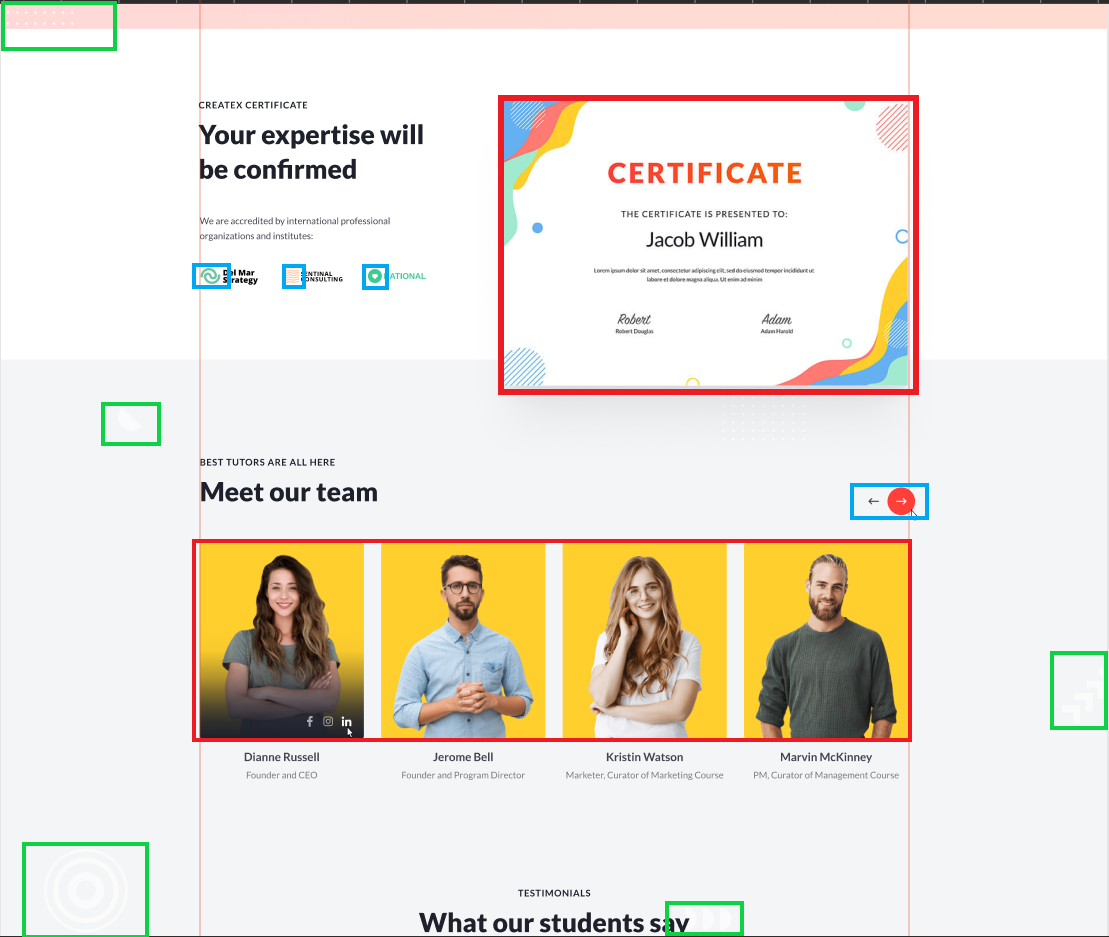 CREATEX CERTIFICATE
Your expertise will
be confirmed
We are accredited by international professional
organizations and institutes:
Del Mar
Strategy
SENTINAL
CONSULTING
NATIONAL
CERTIFICATE
THE CERTIFICATE IS PRESENTED TO:
Jacob William
Lorem ipsum dolor sit amet, consectetur adipiscing elit, sed do eiusmod tempor incididunt ut
labore et dolore magna aliqua. Ut enim ad minim
Robert
Robert Douglas
Adam
Adam Harold
BEST TUTORS ARE ALL HERE
Meet our team
Dianne Russell
Founder and CEO
Jerome Bell
Founder and Program Director
Kristin Watson
Marketer, Curator of Marketing Course
Marvin McKinney
PM, Curator of Management Course
TESTIMONIALS
What our students say